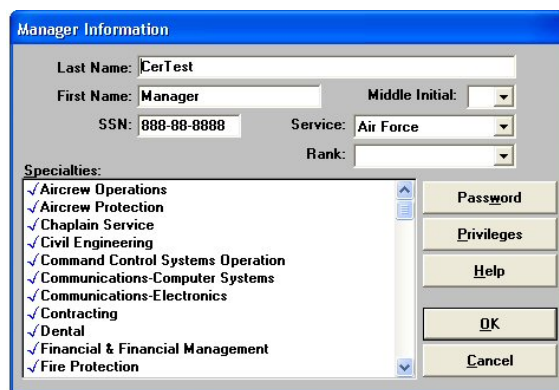 Manager Information
Last Name: CerTest
First Name: Manager Middle Initial:
SSN: 888-88-8888 Service: Air Force
Rank:
Specialties:
Aircrew Operations
Aircrew Protection
Chaplain Service
Civil Engineering
Command Control Systems Operation
Communications-Computer Systems
Communications-Electronics
Contracting
Dental
Financial & Financial Management
Fire Protection
Password
Privileges
Help
OK
Cancel